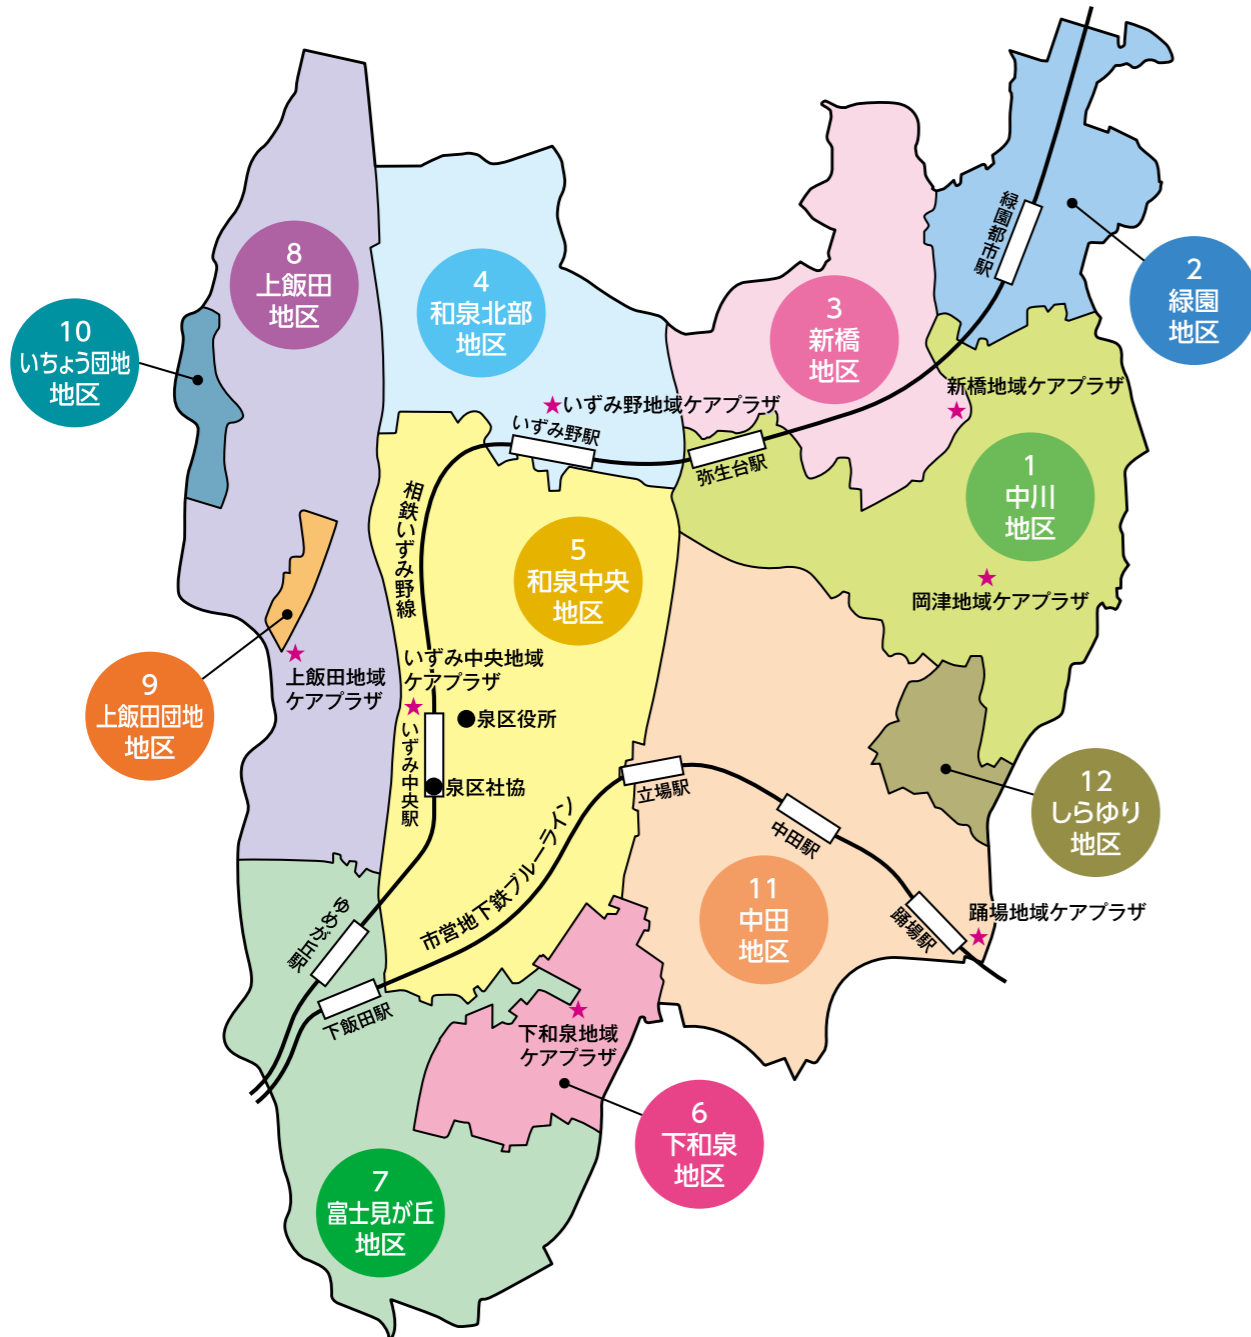 緑園都市駅
2
緑園
地区
8
上飯田
地区
4
和泉北部
地区
3
新橋
地区
10
いちょう団地
地区
新橋地域ケアプラザ
★いずみ野地域ケアプラザ
★
いずみ野駅
弥生台駅
1
中川
地区
相鉄いずみ野線
5
和泉中央
地区
★
岡津地域ケアプラザ
★
上飯田地域
ケアプラザ
いずみ中央地域
ケアプラザ
★
9
上飯田団地
地区
●泉区役所
いずみ中央駅
●泉区社協
立場駅
中田駅
12
しらゆり
地区
市営地下鉄ブルーライン
11
中田
地区
踊場駅
踊場地域ケアプラザ
★
ゆめが丘駅
下飯田駅
★
下和泉地域
ケアプラザ
6
下和泉
地区
7
富士見が丘
地区